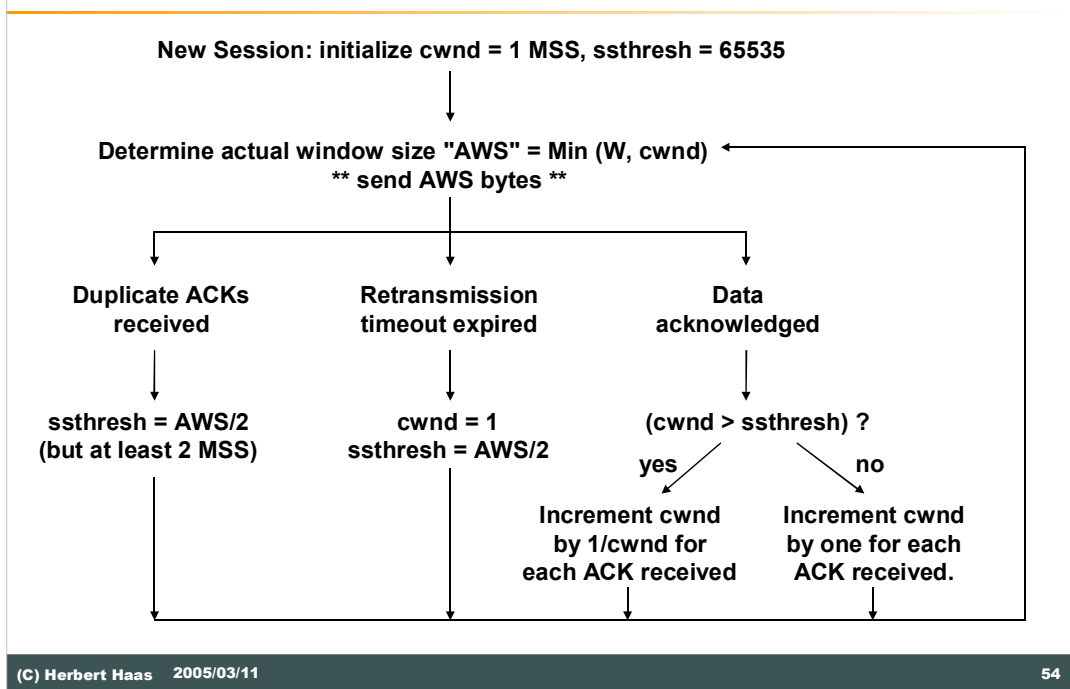 New Session: initialize cwnd = 1 MSS, ssthresh = 65535
Determine actual window size "AWS" = Min (W, cwnd)
** send AWS bytes **
Duplicate ACKs
received
Retransmission
timeout expired
Data
acknowledged
ssthresh = AWS/2
(but at least 2 MSS)
cwnd = 1
ssthresh = AWS/2
(cwnd > ssthresh) ?
yes
no
Increment cwnd
by 1/cwnd for
each ACK received
Increment cwnd
by one for each
ACK received.
(C) Herbert Haas 2005/03/11
54